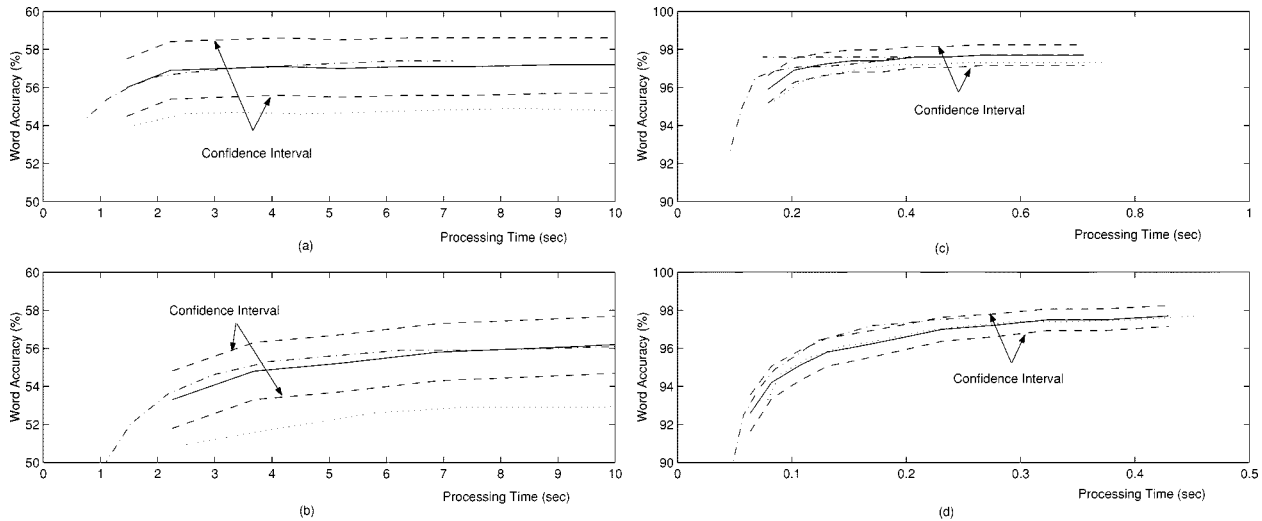 60
58
56
54
52
50
Word Accuracy (%)
Confidence Interval
0 1 2 3 4 5 6 7 8 9 10
Processing Time (sec)
(a)
100
98
96
94
92
90
Word Accuracy (%)
Confidence Interval
0 0.2 0.4 0.6 0.8 1
Processing Time (sec)
(c)
60
58
56
54
52
50
Word Accuracy (%)
Confidence Interval
0 1 2 3 4 5 6 7 8 9 10
Processing Time (sec)
(b)
100
98
96
94
92
90
Word Accuracy (%)
Confidence Interval
0 0.1 0.2 0.3 0.4 0.5
Processing Time (sec)
(d)